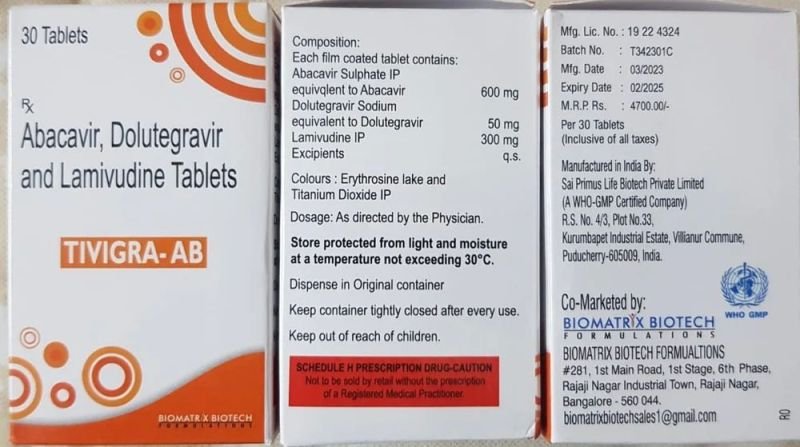 30 Tablets
Rx
Abacavir, Dolutegravir
and Lamivudine Tablets
TIVIGRA-AB
BIOMATRIX BIOTECH
FORMULATIONS
Composition:
Each film coated tablet contains:
Abacavir Sulphate IP
equivqlent to Abacavir 600 mg
Dolutegravir Sodium
equivalent to Dolutegravir 50 mg
Lamivudine IP 300 mg
Excipients q.s.
Colours : Erythrosine lake and
Titanium Dioxide IP
Dosage: As directed by the Physician.
Store protected from light and moisture
at a temperature not exceeding 30°C.
Dispense in Original container
Keep container tightly closed after every use.
Keep out of reach of children.
SCHEDULE H PRESCRIPTION DRUG-CAUTION
Not to be sold by retail without the prescription
of a Registered Medical Practitioner.
Mfg. Lic. No. : 19 22 4324
Batch No. : T342301C
Mfg. Date : 03/2023
Expiry Date : 02/2025
M.R.P. Rs. : 4700.00/-
Per 30 Tablets
(Inclusive of all taxes)
Manufactured in India By:
Sai Primus Life Biotech Private Limited
(A WHO-GMP Certified Company)
R.S. No. 4/3, Plot No.33,
Kurumbapet Industrial Estate, Villianur Commune,
Puducherry-605009, India.
WHO GMP
Co-Marketed by:
BIOMATRIX BIOTECH
FORMULATIONS
BIOMATRIX BIOTECH FORMUALTIONS
#281, 1st Main Road, 1st Stage, 6th Phase,
Rajaji Nagar Industrial Town, Rajaji Nagar,
Bangalore - 560 044.
biomatrixbiotechsales1@gmail.com
R0